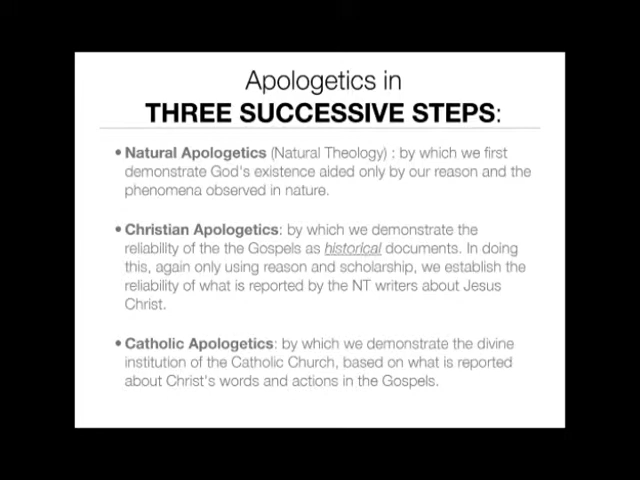 Apologetics in
THREE SUCCESSIVE STEPS:
• Natural Apologetics (Natural Theology) : by which we first
demonstrate God's existence aided only by our reason and the
phenomena observed in nature.
• Christian Apologetics: by which we demonstrate the
reliability of the the Gospels as historical documents. In doing
this, again only using reason and scholarship, we establish the
reliability of what is reported by the NT writers about Jesus
Christ.
• Catholic Apologetics: by which we demonstrate the divine
institution of the Catholic Church, based on what is reported
about Christ's words and actions in the Gospels.